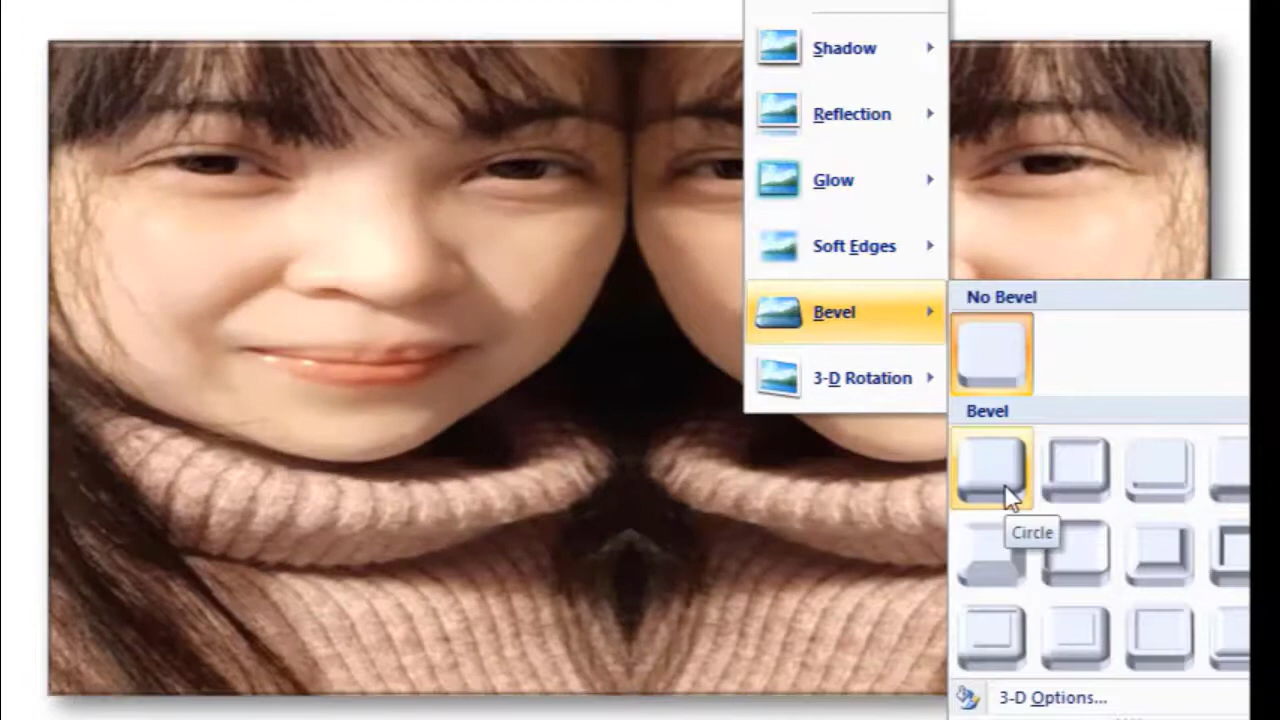 Shadow
Reflection
Glow
Soft Edges
Bevel
3-D Rotation
No Bevel
Bevel
Circle
3-D Options...